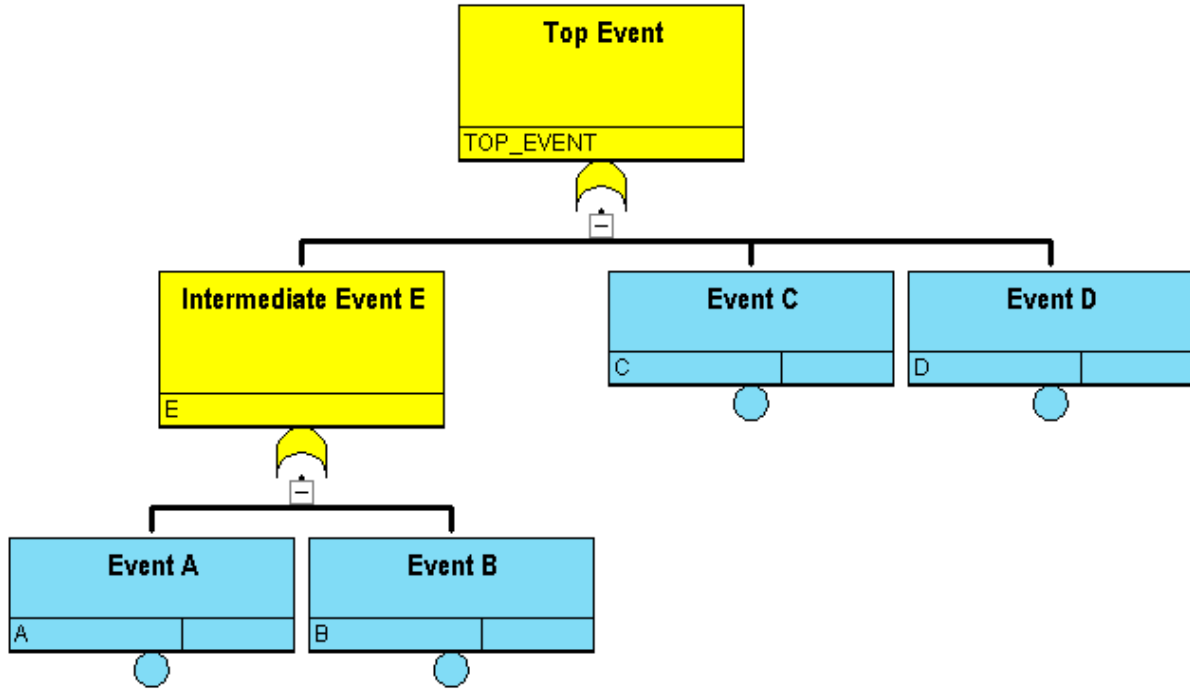 Top Event
TOP_EVENT
Intermediate Event E
E
Event C
C
Event D
D
Event A
A
Event B
B